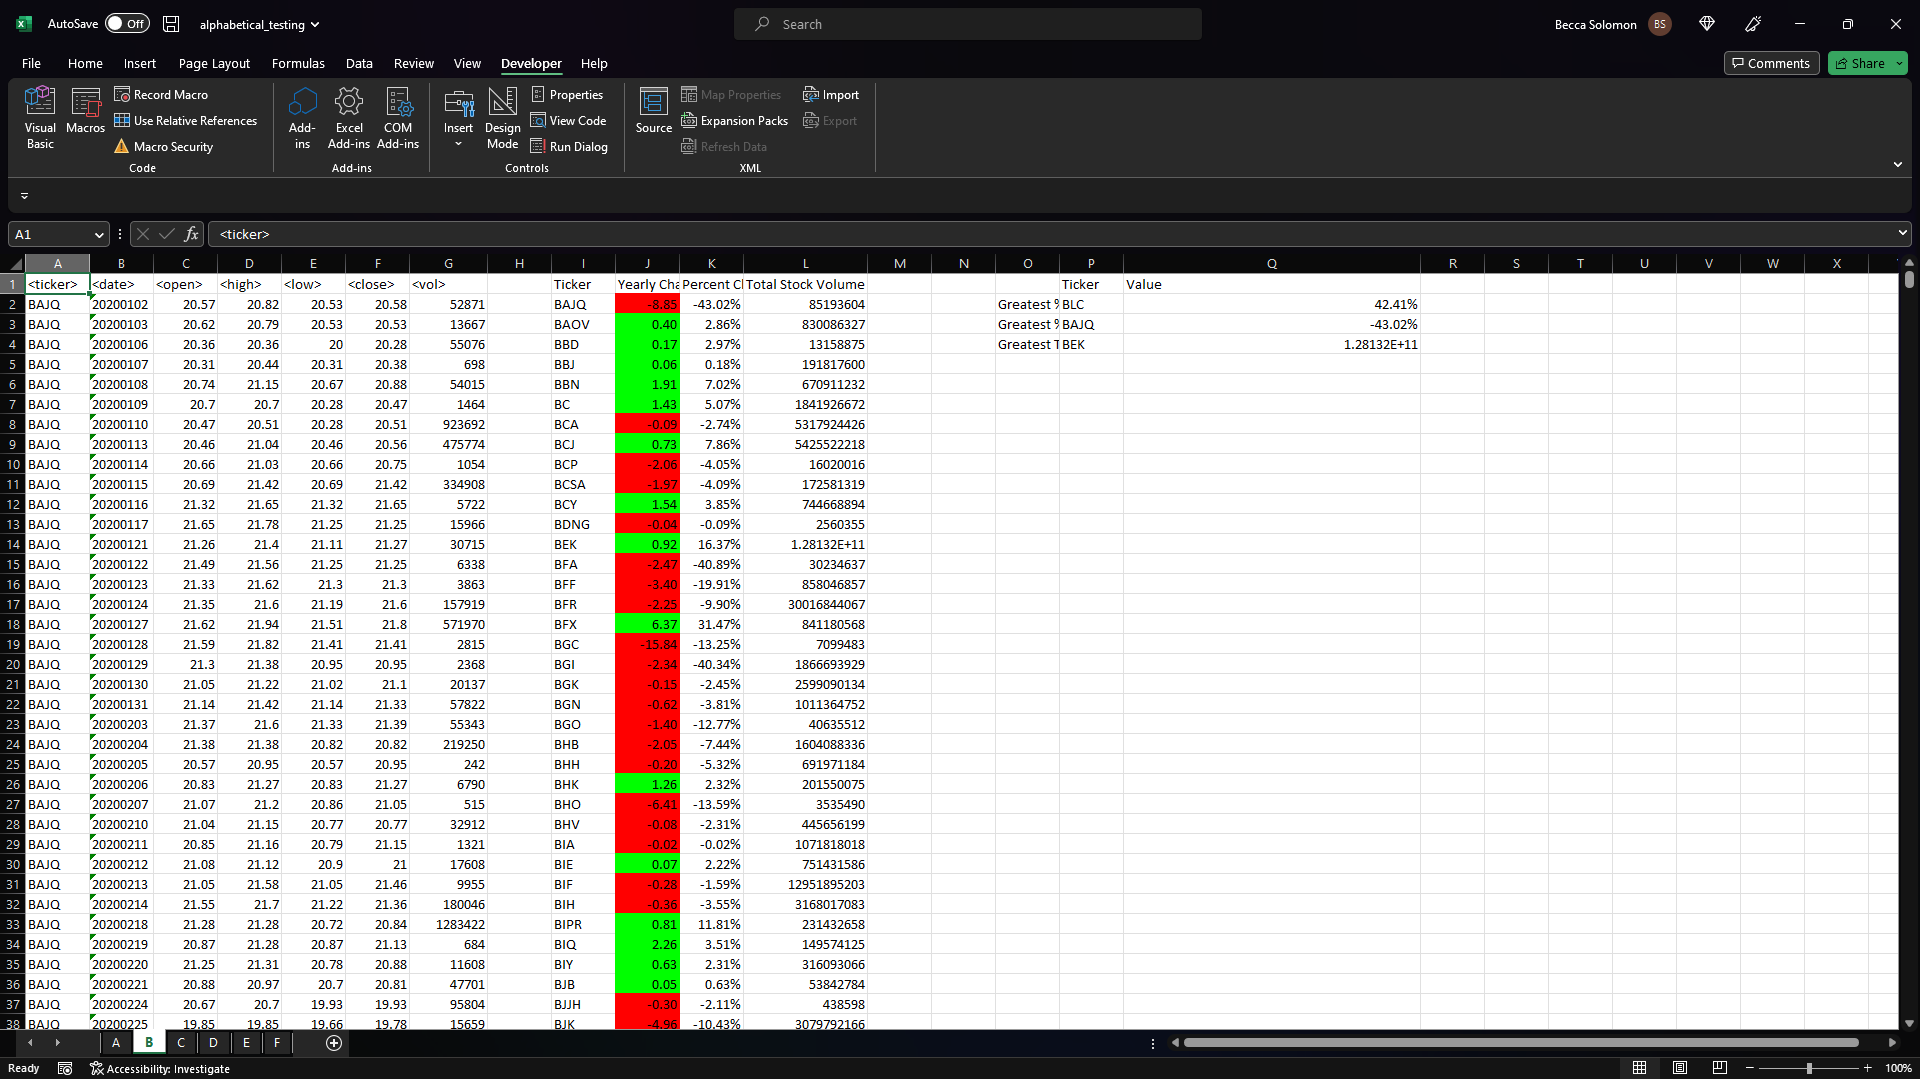 AutoSave Off alphabetical_testing Search Becca Solomon BS
File Home Insert Page Layout Formulas Data Review View Developer Help Comments Share
Visual Basic Macros Record Macro Use Relative References Macro Security Code
Add-ins Excel Add-ins COM Add-ins Add-ins
Insert Design Mode Properties View Code Run Dialog Controls
Source Map Properties Expansion Packs Refresh Data Import Export XML
A1 fx <ticker>
A B C D E F G H I J K L M N O P Q R S T U V W X
1 <ticker> <date> <open> <high> <low> <close> <vol> Ticker Yearly Cha Percent Cl Total Stock Volume Ticker Value
2 BAJQ 20200102 20.57 20.82 20.53 20.58 52871 BAJQ -8.85 -43.02% 85193604 Greatest % BLC 42.41%
3 BAJQ 20200103 20.62 20.79 20.53 20.53 13667 BAOV 0.40 2.86% 830086327 Greatest % BAJQ -43.02%
4 BAJQ 20200106 20.36 20.36 20 20.28 55076 BBD 0.17 2.97% 13158875 Greatest T BEK 1.28132E+11
5 BAJQ 20200107 20.31 20.44 20.31 20.38 698 BBJ 0.06 0.18% 191817600
6 BAJQ 20200108 20.74 21.15 20.67 20.88 54015 BBN 1.91 7.02% 670911232
7 BAJQ 20200109 20.7 20.7 20.28 20.47 1464 BC 1.43 5.07% 1841926672
8 BAJQ 20200110 20.47 20.51 20.28 20.51 923692 BCA -0.09 -2.74% 5317924426
9 BAJQ 20200113 20.46 21.04 20.46 20.56 475774 BCJ 0.73 7.86% 5425522218
10 BAJQ 20200114 20.66 21.03 20.66 20.75 1054 BCP -2.06 -4.05% 16020016
11 BAJQ 20200115 20.69 21.42 20.69 21.42 334908 BCSA -1.97 -4.09% 172581319
12 BAJQ 20200116 21.32 21.65 21.32 21.65 5722 BCY 1.54 3.85% 744668894
13 BAJQ 20200117 21.65 21.78 21.25 21.25 15966 BDNG -0.04 -0.09% 2560355
14 BAJQ 20200121 21.26 21.4 21.11 21.27 30715 BEK 0.92 16.37% 1.28132E+11
15 BAJQ 20200122 21.49 21.56 21.25 21.25 6338 BFA -2.47 -40.89% 30234637
16 BAJQ 20200123 21.33 21.62 21.3 21.3 3863 BFF -3.40 -19.91% 858046857
17 BAJQ 20200124 21.35 21.6 21.19 21.6 157919 BFR -2.25 -9.90% 30016844067
18 BAJQ 20200127 21.62 21.94 21.51 21.8 571970 BFX 6.37 31.47% 841180568
19 BAJQ 20200128 21.59 21.82 21.41 21.41 2815 BGC -15.84 -13.25% 7099483
20 BAJQ 20200129 21.3 21.38 20.95 20.95 2368 BGI -2.34 -40.34% 1866693929
21 BAJQ 20200130 21.05 21.22 21.02 21.1 20137 BGK -0.15 -2.45% 2599090134
22 BAJQ 20200131 21.14 21.42 21.14 21.33 57822 BGN -0.62 -3.81% 1011364752
23 BAJQ 20200203 21.37 21.6 21.33 21.39 55343 BGO -1.40 -12.77% 40635512
24 BAJQ 20200204 21.38 21.38 20.82 20.82 219250 BHB -2.05 -7.44% 1604088336
25 BAJQ 20200205 20.57 20.95 20.57 20.95 242 BHH -0.20 -5.32% 691971184
26 BAJQ 20200206 20.83 21.27 20.83 21.27 6790 BHK 1.26 2.32% 201550075
27 BAJQ 20200207 21.07 21.2 20.86 21.05 515 BHO -6.41 -13.59% 3535490
28 BAJQ 20200210 21.04 21.15 20.77 20.77 32912 BHV -0.08 -2.31% 445656199
29 BAJQ 20200211 20.85 21.16 20.79 21.15 1321 BIA -0.02 -0.02% 1071818018
30 BAJQ 20200212 21.08 21.12 20.9 21 17608 BIE 0.07 2.22% 751431586
31 BAJQ 20200213 21.05 21.58 21.05 21.46 9955 BIF -0.28 -1.59% 12951895203
32 BAJQ 20200214 21.55 21.7 21.22 21.36 180046 BIH -0.36 -3.55% 3168017083
33 BAJQ 20200218 21.28 21.28 20.72 20.84 1283422 BIPR 0.81 11.81% 231432658
34 BAJQ 20200219 20.87 21.28 20.87 21.13 684 BIQ 2.26 3.51% 149574125
35 BAJQ 20200220 21.25 21.31 20.78 20.88 11608 BIY 0.63 2.31% 316093066
36 BAJQ 20200221 20.88 20.97 20.7 20.81 47701 BJB 0.05 0.63% 53842784
37 BAJQ 20200224 20.67 20.7 19.93 19.93 95804 BJJH -0.30 -2.11% 438598
38 BAJQ 20200225 19.85 19.85 19.66 19.78 15659 BJK -4.96 -10.43% 3079792166
A B C D E F
Ready Accessibility: Investigate 100%